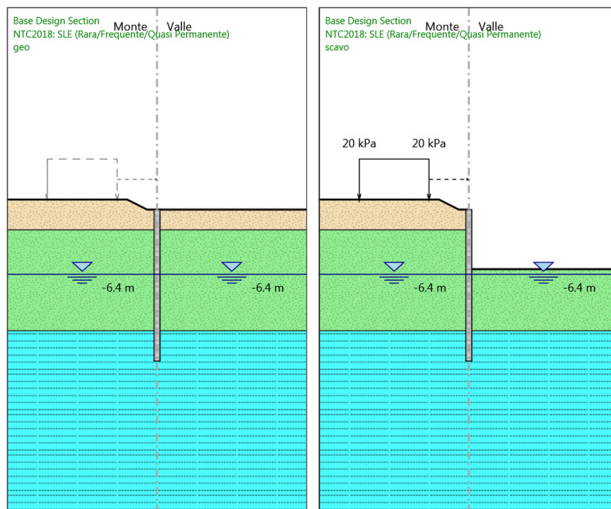 Base Design Section
Monte Valle
NTC2018: SLE (Rara/Frequente/Quasi Permanente)
geo
-6.4 m
-6.4 m
Base Design Section
Monte Valle
NTC2018: SLE (Rara/Frequente/Quasi Permanente)
scavo
20 kPa
20 kPa
-6.4 m
-6.4 m